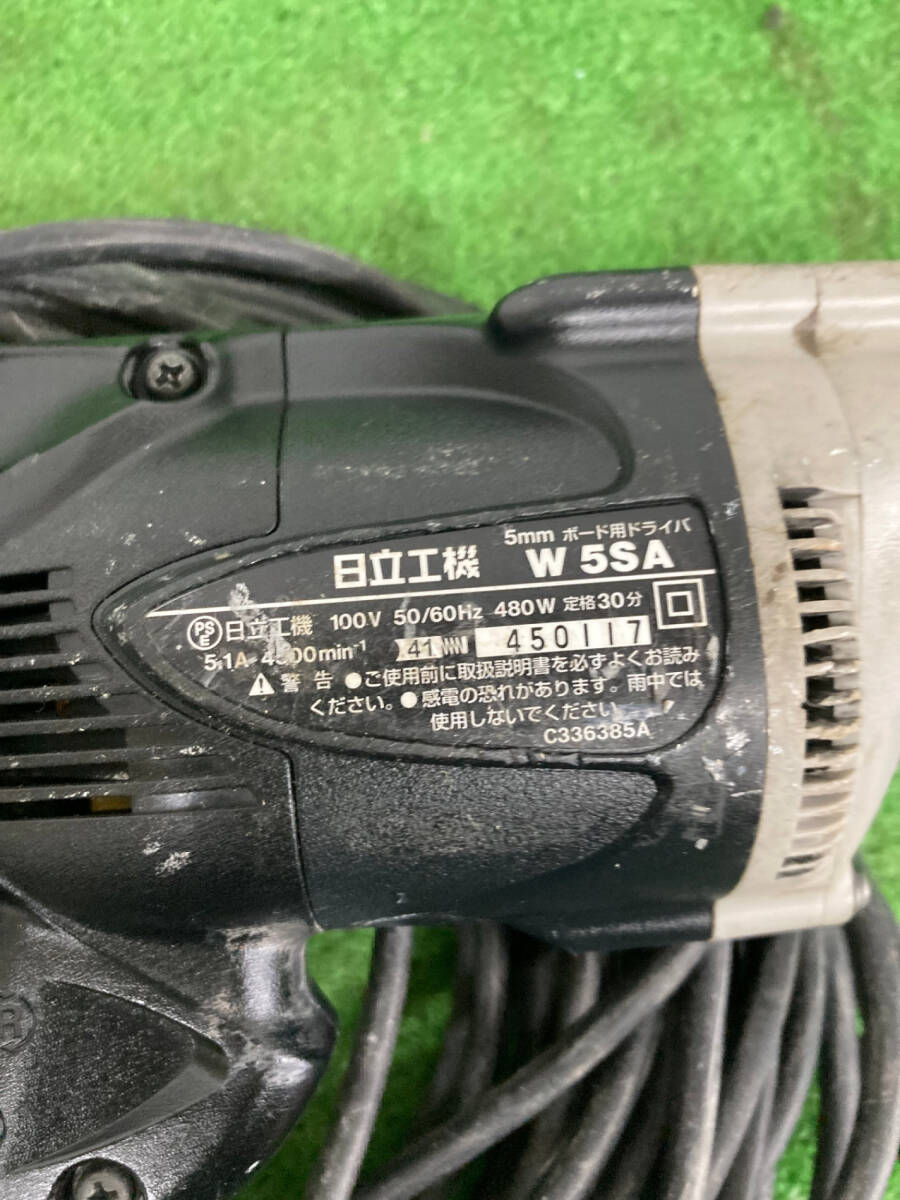 5mm ボード用ドライバ
日立工機 W 5SA
PSE 日立工機 100V 50/60Hz 480W 定格30分
5.1A 4500min⁻¹ 41 450117
警告 ●ご使用前に取扱説明書を必ずよくお読み
ください。●感電の恐れがあります。雨中では
使用しないでください
C336385A
R